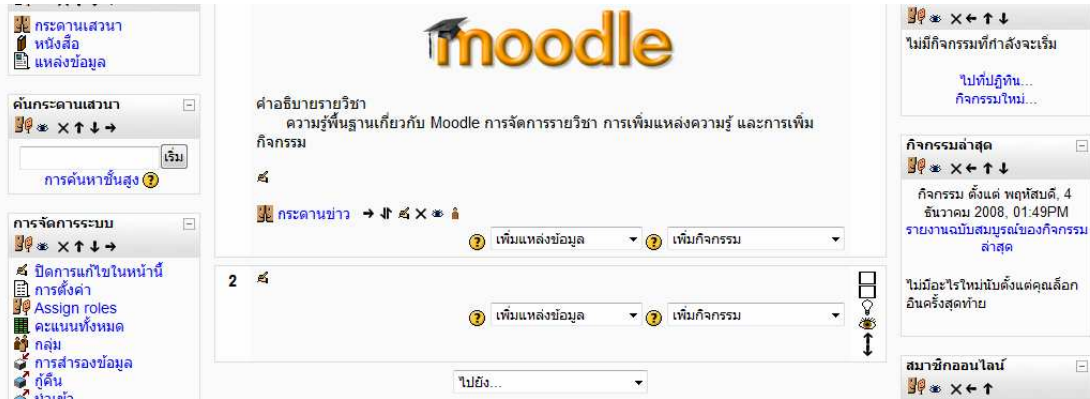 กระดานเสวนา
หนังสือ
แหล่งข้อมูล
ค้นกระดานเสวนา
เริ่ม
การค้นหาชั้นสูง ?
การจัดการระบบ
ปิดการแก้ไขในหน้านี้
การตั้งค่า
Assign roles
คะแนนทั้งหมด
กลุ่ม
การสำรองข้อมูล
กู้คืน
นำเข้า
moodle
คำอธิบายรายวิชา
ความรู้พื้นฐานเกี่ยวกับ Moodle การจัดการรายวิชา การเพิ่มแหล่งความรู้ และการเพิ่ม
กิจกรรม
กระดานข่าว
? เพิ่มแหล่งข้อมูล ? เพิ่มกิจกรรม
2
? เพิ่มแหล่งข้อมูล ? เพิ่มกิจกรรม
ไปยัง...
ไม่มีกิจกรรมที่กำลังจะเริ่ม
ไปที่ปฏิทิน...
กิจกรรมใหม่...
กิจกรรมล่าสุด
กิจกรรม ตั้งแต่ พฤหัสบดี, 4
ธันวาคม 2008, 01:49PM
รายงานฉบับสมบูรณ์ของกิจกรรม
ล่าสุด
ไม่มีอะไรใหม่นับตั้งแต่คุณล็อก
อินครั้งสุดท้าย
สมาชิกออนไลน์